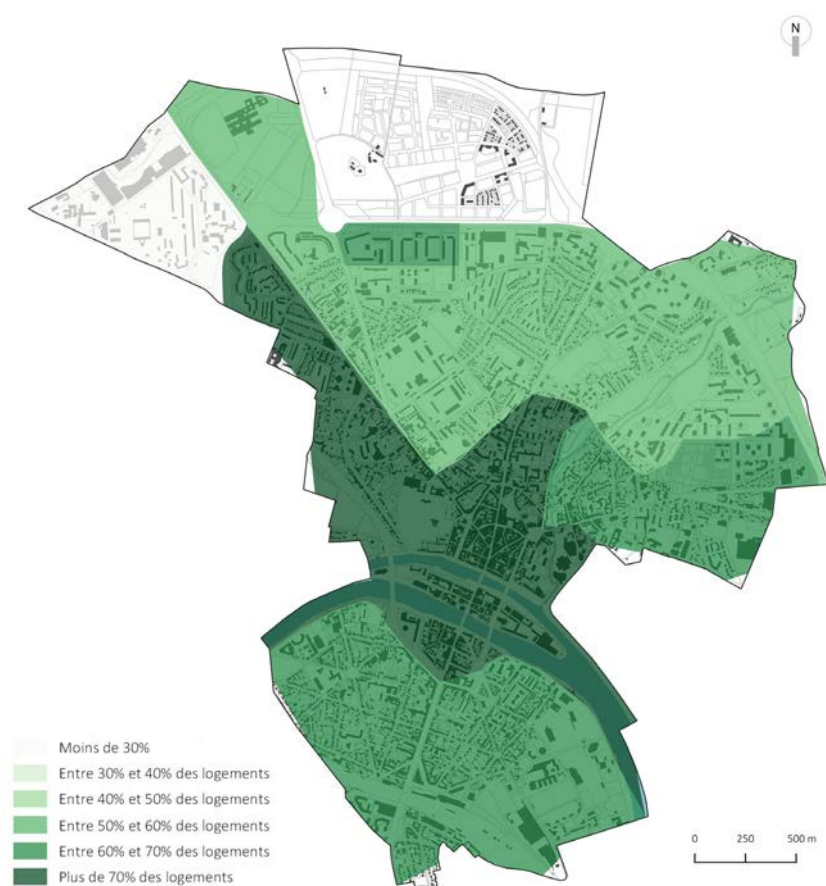 N
Moins de 30%
Entre 30% et 40% des logements
Entre 40% et 50% des logements
Entre 50% et 60% des logements
Entre 60% et 70% des logements
Plus de 70% des logements
0 250 500 m